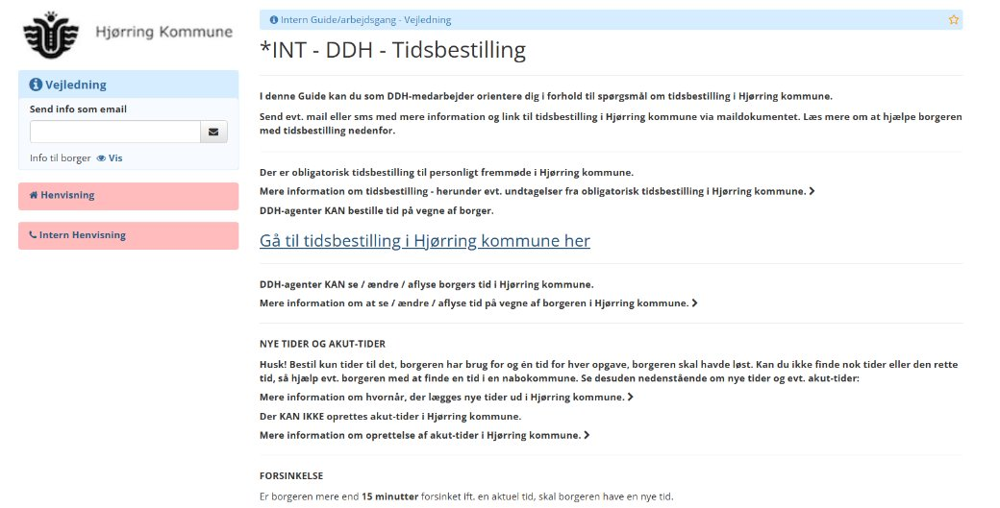 Hjørring Kommune
Vejledning
Send info som email
Info til borger Vis
Henvisning
Intern Henvisning
Intern Guide/arbejdsgang - Vejledning
*INT - DDH - Tidsbestilling
I denne Guide kan du som DDH-medarbejder orientere dig i forhold til spørgsmål om tidsbestilling i Hjørring kommune.
Send evt. mail eller sms med mere information og link til tidsbestilling i Hjørring kommune via maildokumentet. Læs mere om at hjælpe borgeren
med tidsbestilling nedenfor.
Der er obligatorisk tidsbestilling til personligt fremmøde i Hjørring kommune.
Mere information om tidsbestilling - herunder evt. undtagelser fra obligatorisk tidsbestilling i Hjørring kommune.
DDH-agenter KAN bestille tid på vegne af borger.
Gå til tidsbestilling i Hjørring kommune her
DDH-agenter KAN se / ændre / aflyse borgers tid i Hjørring kommune.
Mere information om at se / ændre / aflyse tid på vegne af borgeren i Hjørring kommune.
NYE TIDER OG AKUT-TIDER
Husk! Bestil kun tider til det, borgeren har brug for og én tid for hver opgave, borgeren skal havde løst. Kan du ikke finde nok tider eller den rette
tid, så hjælp evt. borgeren med at finde en tid i en nabokommune. Se desuden nedenstående om nye tider og evt. akut-tider:
Mere information om hvornår, der lægges nye tider ud i Hjørring kommune.
Der KAN IKKE oprettes akut-tider i Hjørring kommune.
Mere information om oprettelse af akut-tider i Hjørring kommune.
FORSINKELSE
Er borgeren mere end 15 minutter forsinket ift. en aktuel tid, skal borgeren have en ny tid.